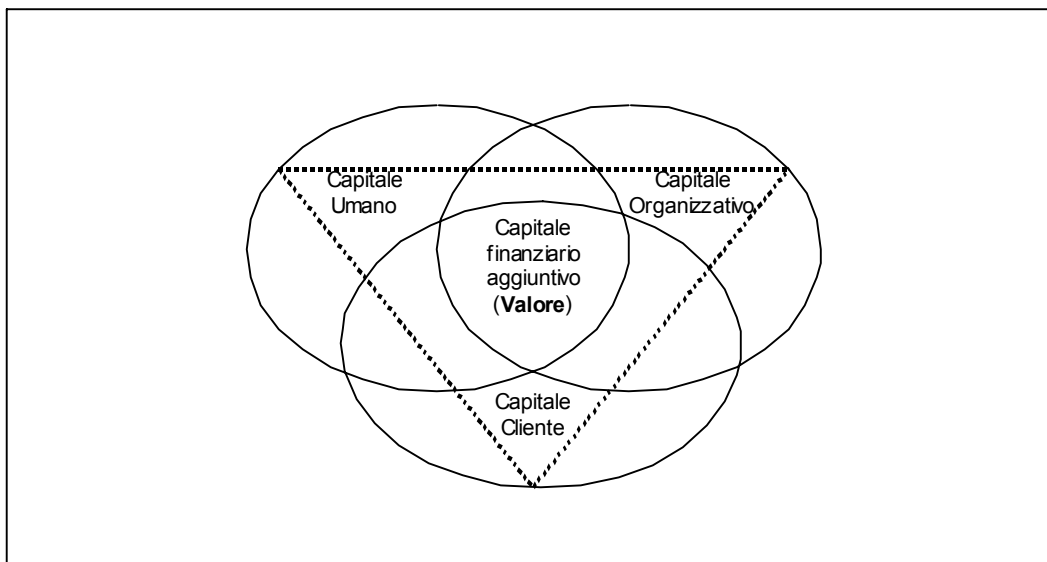 Capitale
Umano
Capitale
Organizzativo
Capitale
finanziario
aggiuntivo
(Valore)
Capitale
Cliente